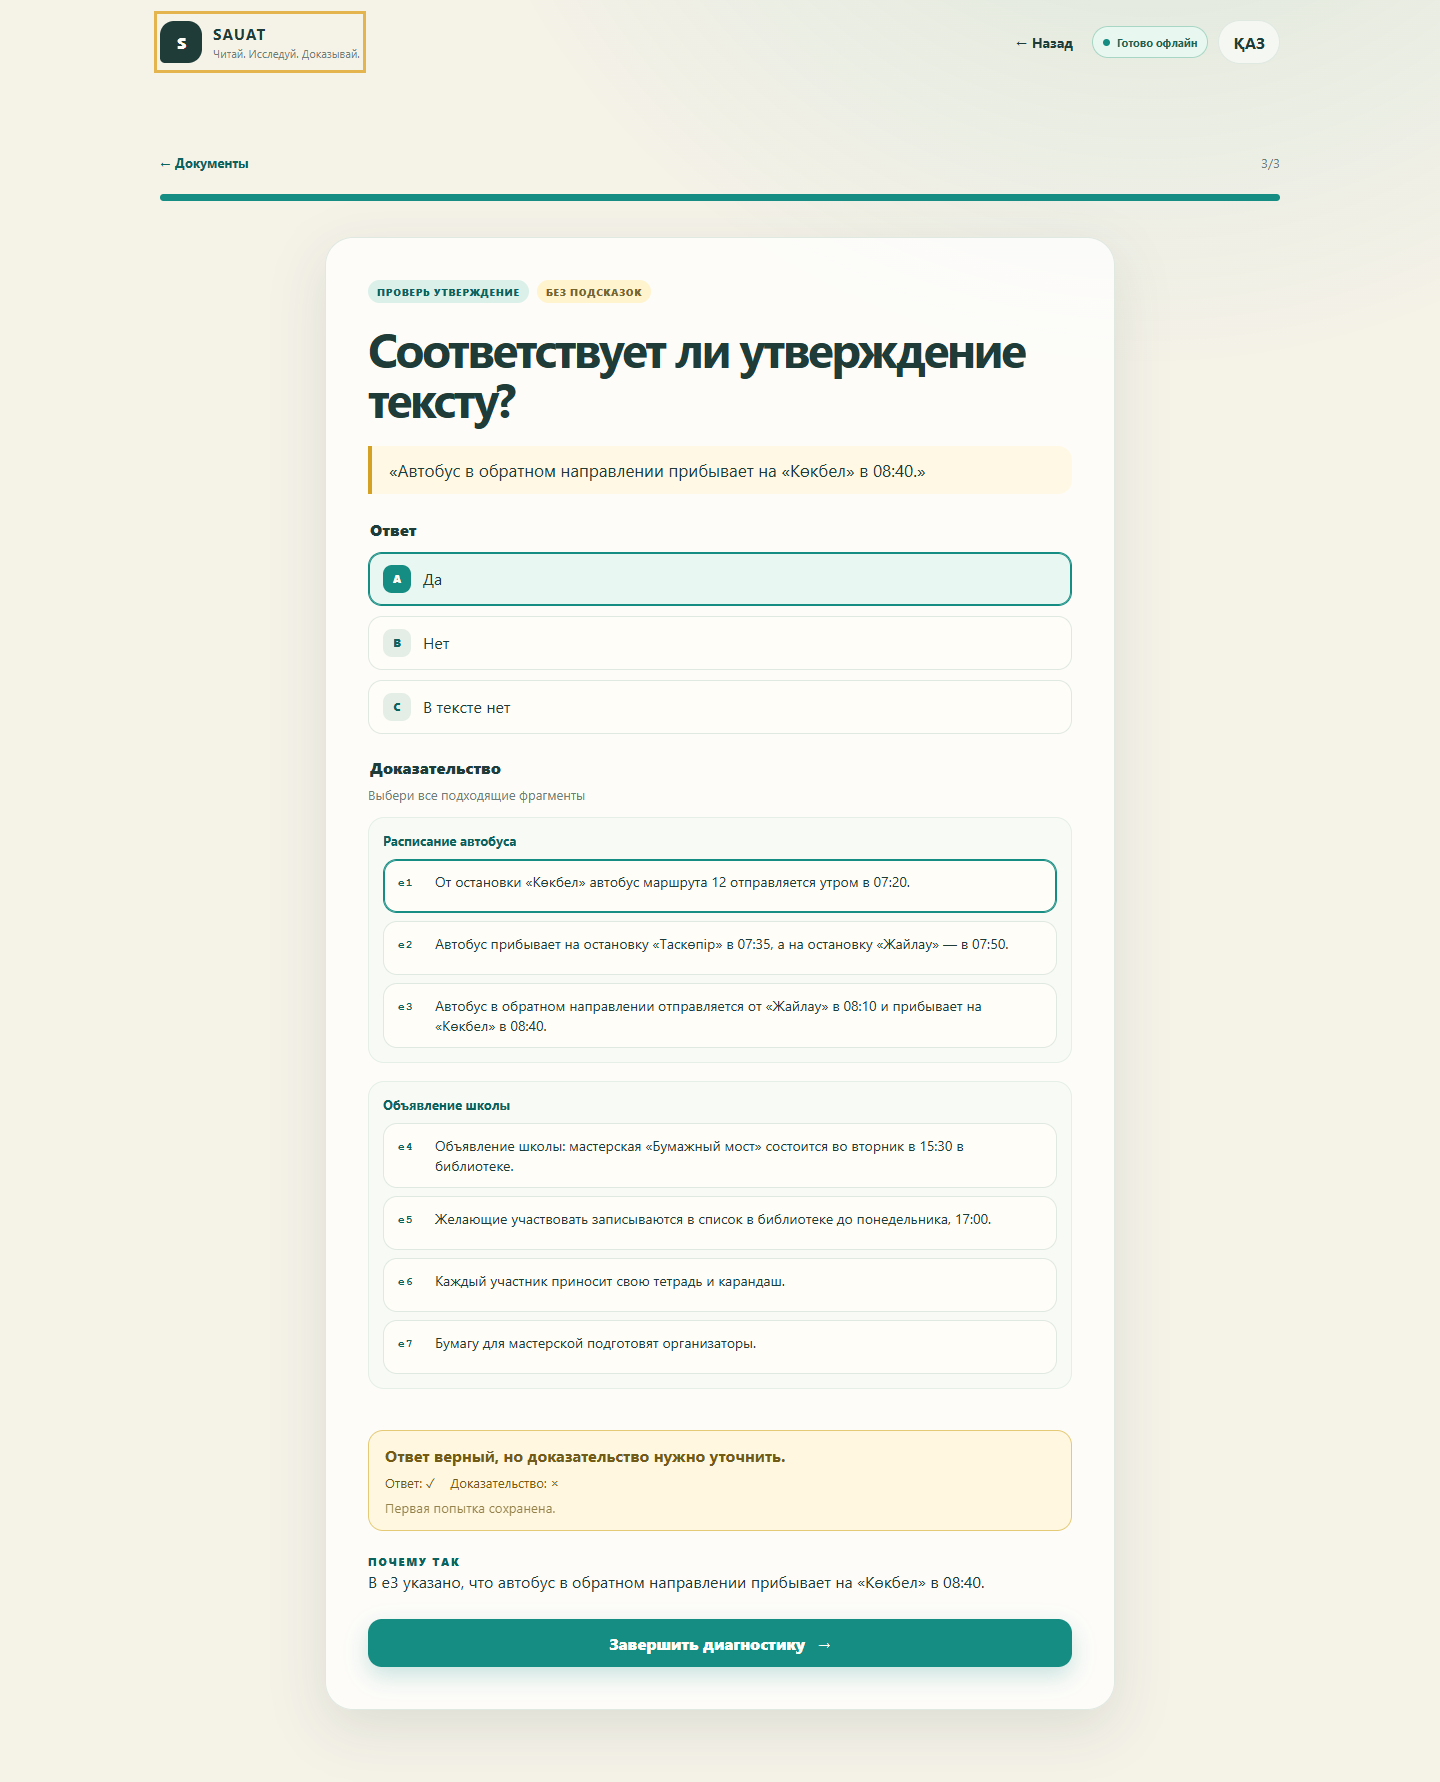 S
SAUAT
Читай. Исследуй. Доказывай.
← Назад
Готово офлайн
ҚАЗ
← Документы
3/3
ПРОВЕРЬ УТВЕРЖДЕНИЕ
БЕЗ ПОДСКАЗОК
Соответствует ли утверждение
тексту?
«Автобус в обратном направлении прибывает на «Көкбел» в 08:40.»
Ответ
A Да
B Нет
C В тексте нет
Доказательство
Выбери все подходящие фрагменты
Расписание автобуса
e1 От остановки «Көкбел» автобус маршрута 12 отправляется утром в 07:20.
e2 Автобус прибывает на остановку «Таскөпір» в 07:35, а на остановку «Жайлау» — в 07:50.
e3 Автобус в обратном направлении отправляется от «Жайлау» в 08:10 и прибывает на
«Көкбел» в 08:40.
Объявление школы
e4 Объявление школы: мастерская «Бумажный мост» состоится во вторник в 15:30 в
библиотеке.
e5 Желающие участвовать записываются в список в библиотеке до понедельника, 17:00.
e6 Каждый участник приносит свою тетрадь и карандаш.
e7 Бумагу для мастерской подготовят организаторы.
Ответ верный, но доказательство нужно уточнить.
Ответ: ✓ Доказательство: ×
Первая попытка сохранена.
ПОЧЕМУ ТАК
В e3 указано, что автобус в обратном направлении прибывает на «Көкбел» в 08:40.
Завершить диагностику →